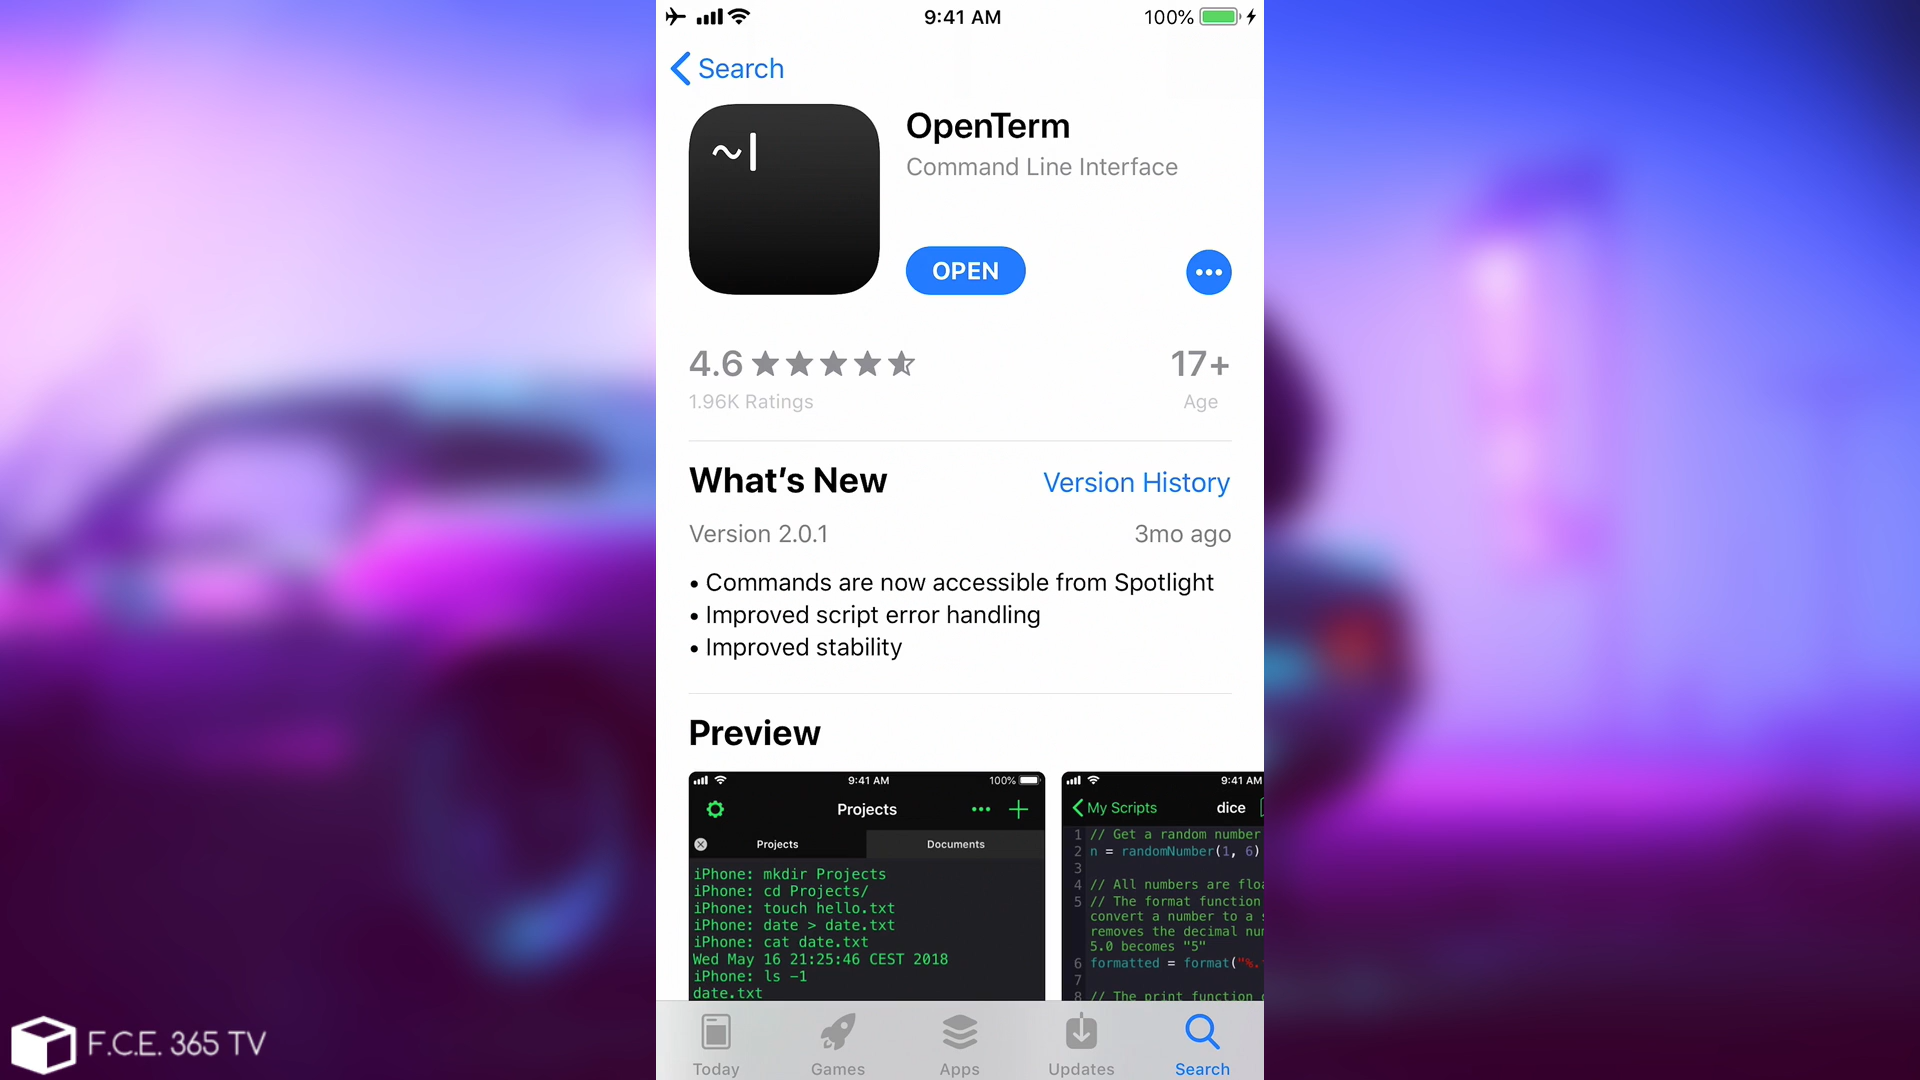 9:41 AM
100%
Search
~|
OpenTerm
Command Line Interface
OPEN
4.6
17+
1.96K Ratings
Age
What's New
Version History
Version 2.0.1
3mo ago
• Commands are now accessible from Spotlight
• Improved script error handling
• Improved stability
Preview
9:41 AM
100%
Projects
Projects
Documents
iPhone: mkdir Projects
iPhone: cd Projects/
iPhone: touch hello.txt
iPhone: date > date.txt
iPhone: cat date.txt
Wed May 16 21:25:46 CEST 2018
iPhone: ls -1
date.txt
9:41 AM
My Scripts
dice
1 // Get a random number
2 n = randomNumber(1, 6)
3
4 // All numbers are floa
5 // The format function
convert a number to a s
removes the decimal num
5.0 becomes "5"
6 formatted = format("%.
7
8 // The print function
Today
Games
Apps
Updates
Search
F.C.E. 365 TV